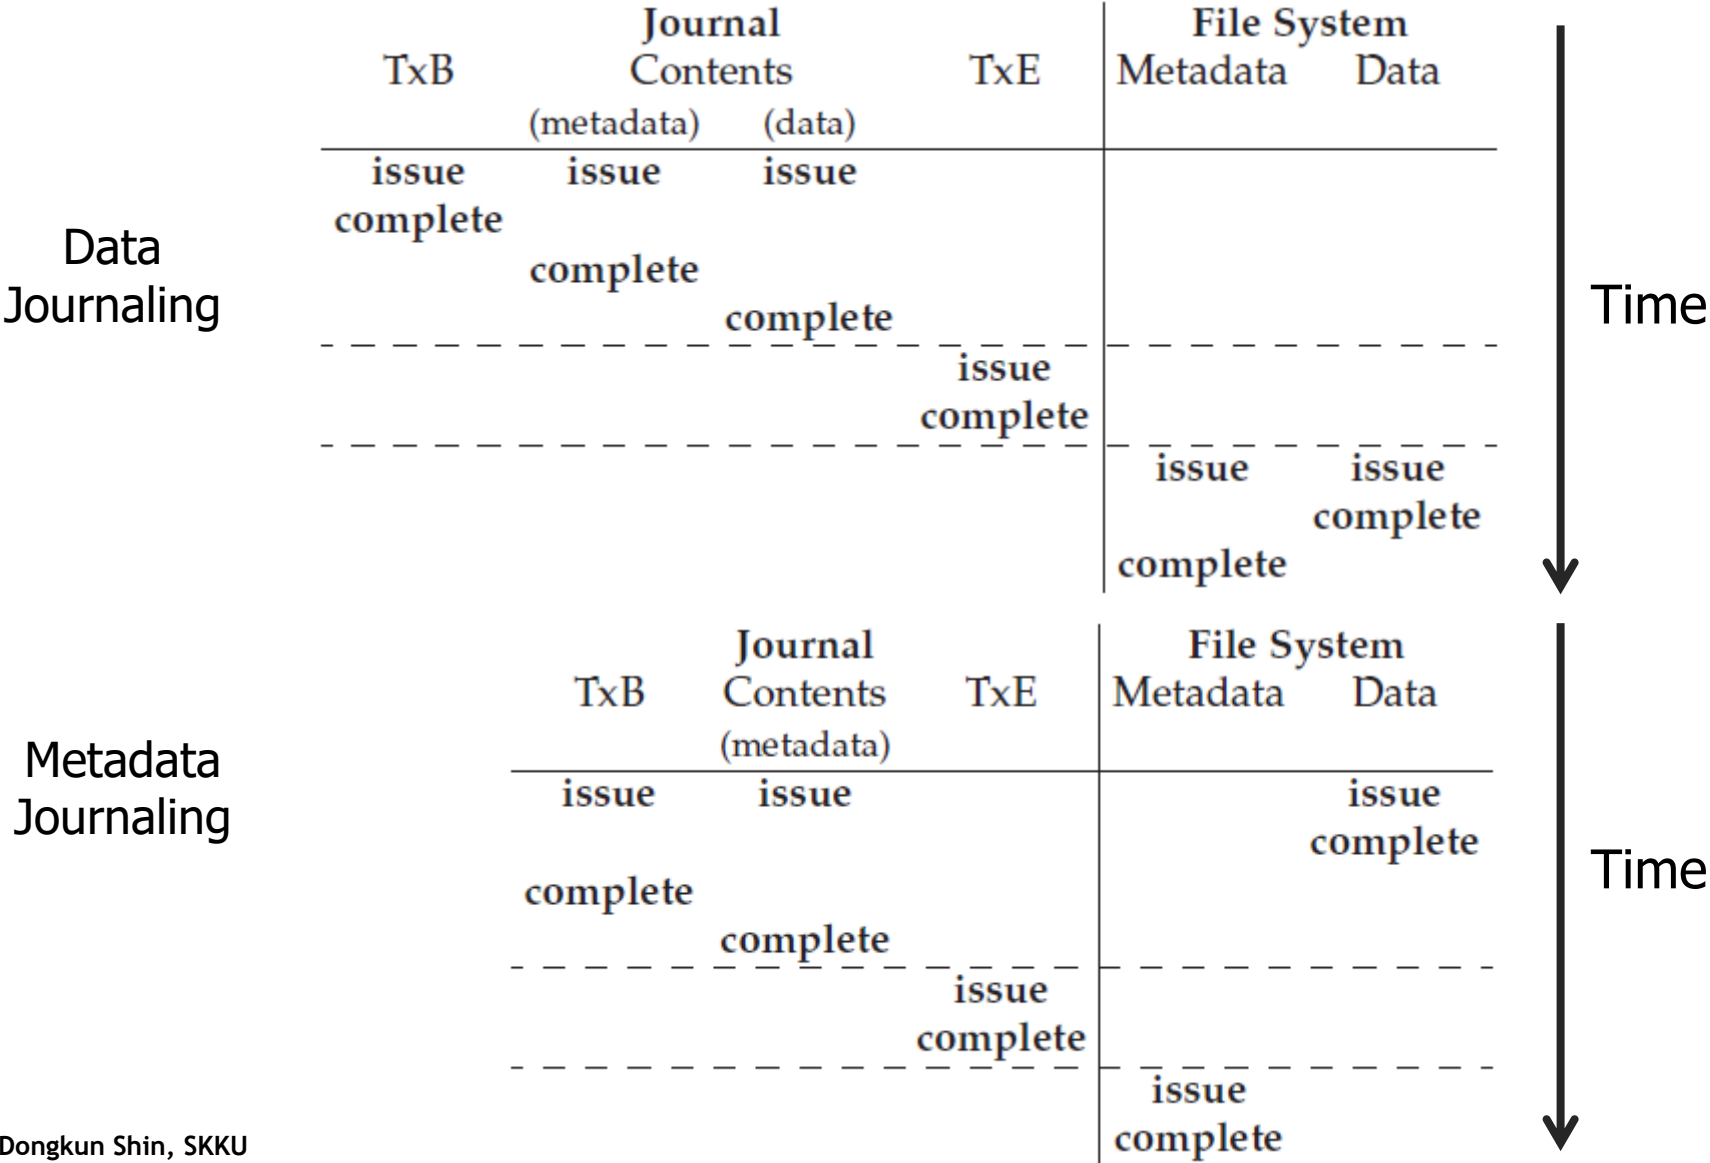 Journal File System
TxB Contents TxE Metadata Data
(metadata) (data)
issue issue issue
complete
Data
Journaling
complete
complete
Time
issue
complete
issue issue
complete
complete
Journal File System
TxB Contents TxE Metadata Data
(metadata)
Metadata
Journaling
issue issue issue
complete
complete
Time
complete
issue
complete
issue
complete
Dongkun Shin, SKKU